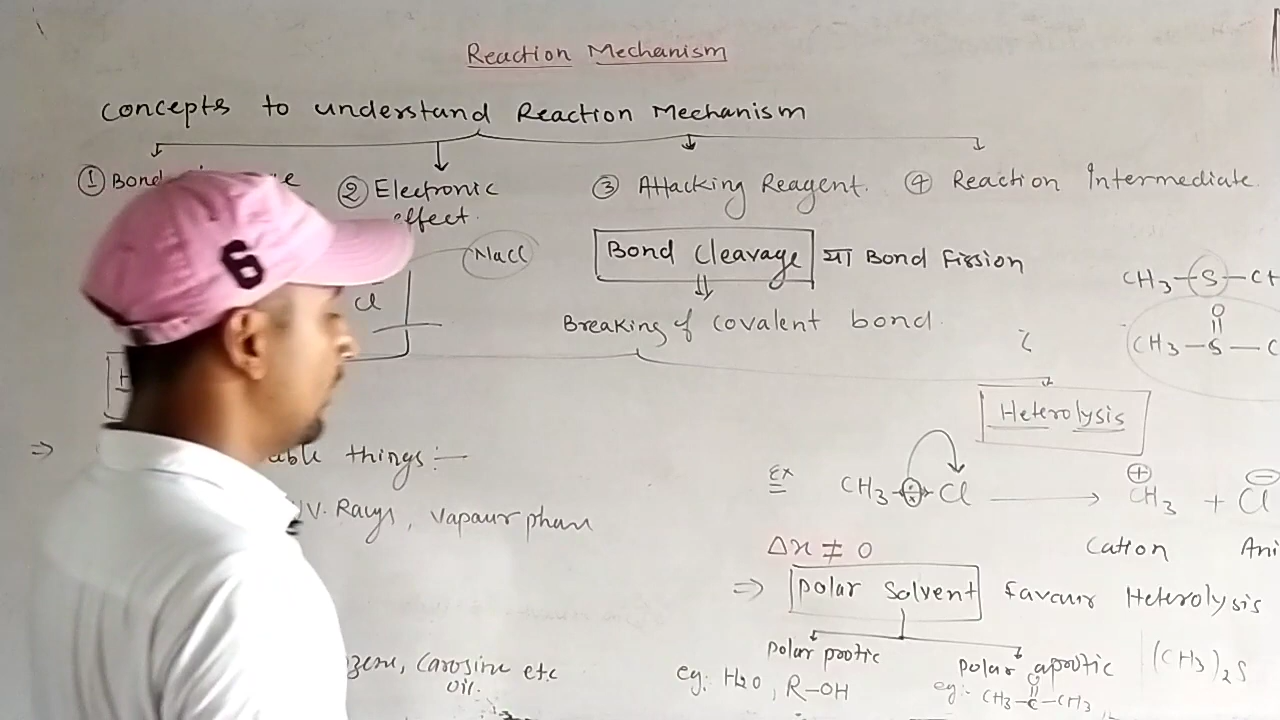 Reaction Mechanism
Concepts to understand Reaction Mechanism
① Bond
② Electronic effect.
③ Attacking Reagent.
④ Reaction Intermediate.
6
NaCl
Cl
Bond Cleavage या Bond Fission
Breaking of covalent bond
CH3—S—CH
O
CH3—S—C
Heterolysis
⇒ able things:—
U.V. Rays, Vapour phase
Ex CH3 Cl ⟶ ⊕CH3 + ⊖Cl
Cation Ani
Δx ≠ 0
⇒ Polar Solvent Favour Heterolysis
Polar protic
eg: H2O, R—OH
Polar aprotic
eg:- CH3—C—CH3
O
(CH3)2S
zene, Carosine etc
oil.